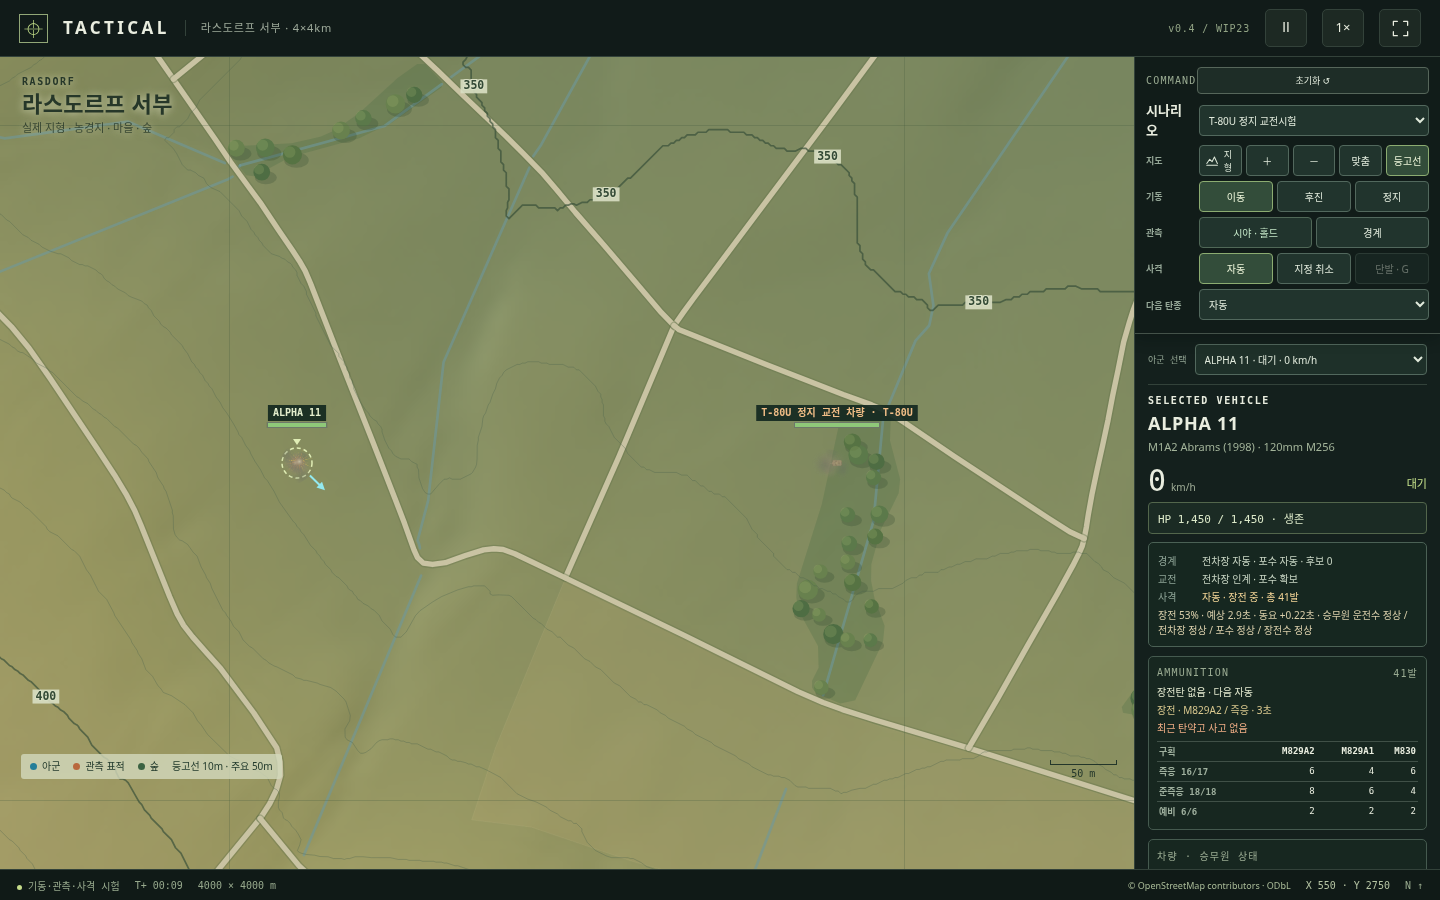 TACTICAL
라스도르프 서부 · 4×4km
v0.4 / WIP23
II
1×
RASDORF
라스도르프 서부
실제 지형 · 농경지 · 마을 · 숲
350
350
350
350
400
ALPHA 11
T-80U 정지 교전 차량 · T-80U
아군
관측 표적
숲
등고선 10m · 주요 50m
50 m
COMMAND
초기화 ↺
시나리오
T-80U 정지 교전시험
지도
지형
+
−
맞춤
등고선
기동
이동
후진
정지
관측
시야 · 홀드
경계
사격
자동
지정 취소
단발 · G
다음 탄종
자동
아군 선택
ALPHA 11 · 대기 · 0 km/h
SELECTED VEHICLE
ALPHA 11
M1A2 Abrams (1998) · 120mm M256
0 km/h
대기
HP 1,450 / 1,450 · 생존
경계 전차장 자동 · 포수 자동 · 후보 0
교전 전차장 인계 · 포수 확보
사격 자동 · 장전 중 · 총 41발
장전 53% · 예상 2.9초 · 동요 +0.22초 · 승무원 운전수 정상 /
전차장 정상 / 포수 정상 / 장전수 정상
AMMUNITION
41발
장전탄 없음 · 다음 자동
장전 · M829A2 / 즉응 · 3초
최근 탄약고 사고 없음
구획 M829A2 M829A1 M830
즉응 16/17 6 4 6
준즉응 18/18 8 6 4
예비 6/6 2 2 2
차량 · 승무원 상태
기동·관측·사격 시험
T+ 00:09
4000 × 4000 m
© OpenStreetMap contributors · ODbL
X 550 · Y 2750
N ↑